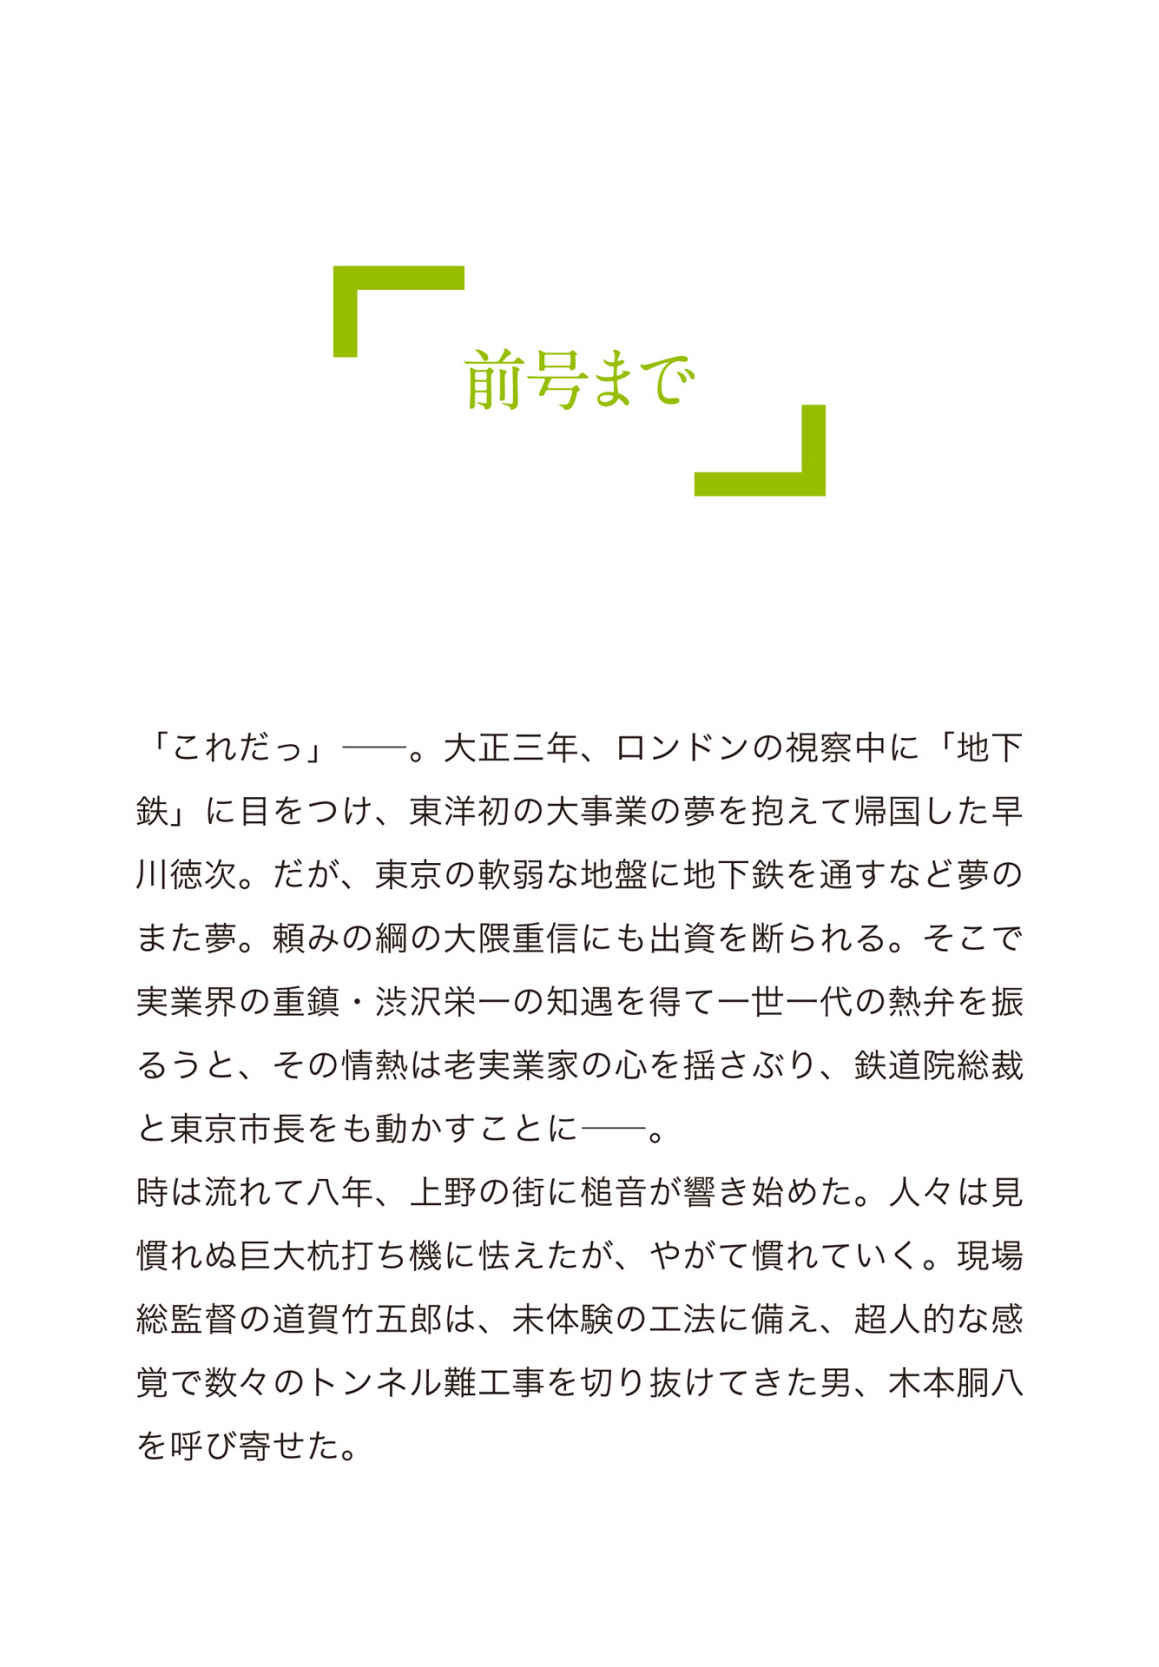 前号まで
「これだっ」――。大正三年、ロンドンの視察中に「地下
鉄」に目をつけ、東洋初の大事業の夢を抱えて帰国した早
川徳次。だが、東京の軟弱な地盤に地下鉄を通すなど夢の
また夢。頼みの綱の大隈重信にも出資を断られる。そこで
実業界の重鎮・渋沢栄一の知遇を得て一世一代の熱弁を振
るうと、その情熱は老実業家の心を揺さぶり、鉄道院総裁
と東京市長をも動かすことに――。
時は流れて八年、上野の街に槌音が響き始めた。人々は見
慣れぬ巨大杭打ち機に怯えたが、やがて慣れていく。現場
総監督の道賀竹五郎は、未体験の工法に備え、超人的な感
覚で数々のトンネル難工事を切り抜けてきた男、木本胴八
を呼び寄せた。